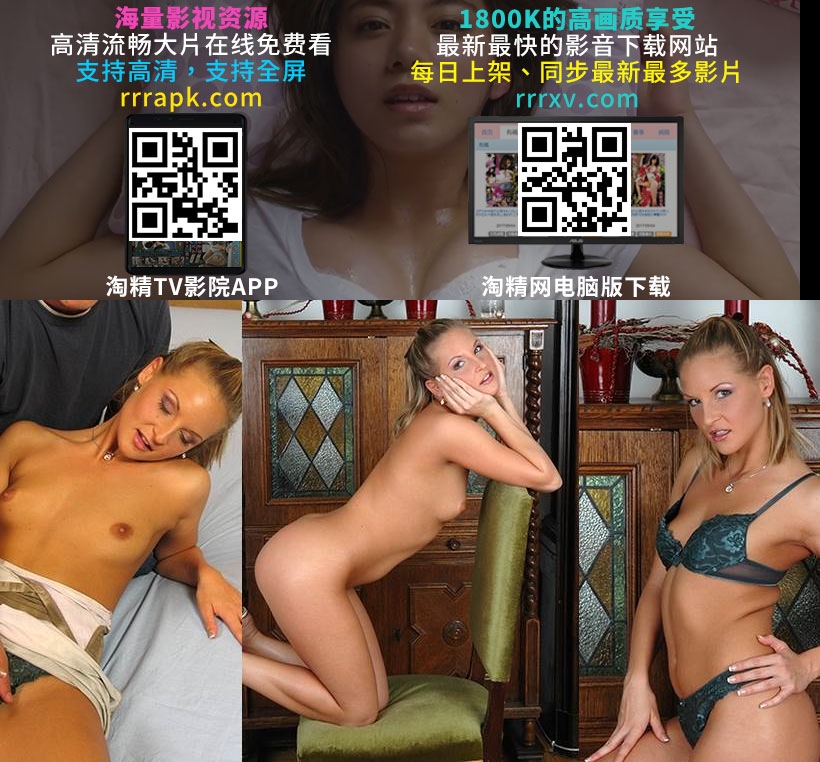 海量影视资源
高清流畅大片在线免费看
支持高清，支持全屏
rrrapk.com
淘精TV影院APP
1800K的高画质享受
最新最快的影音下载网站
每日上架、同步最新最多影片
rrrxv.com
淘精网电脑版下载